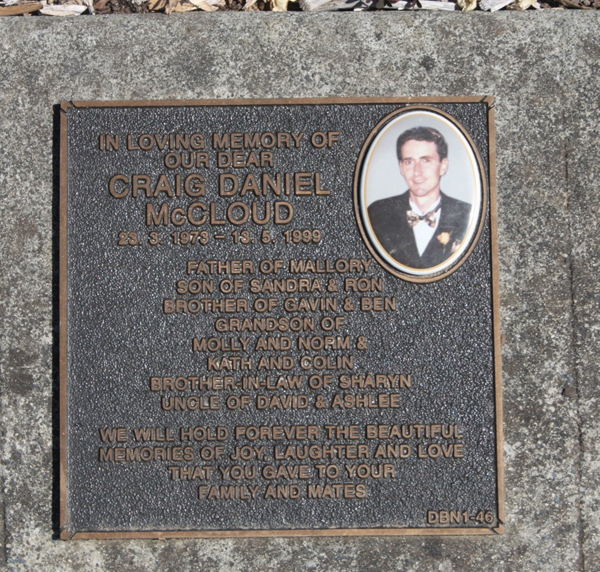 IN LOVING MEMORY OF
OUR DEAR
CRAIG DANIEL
McCLOUD
23. 3. 1973 – 13. 5. 1999
FATHER OF MALLORY
SON OF SANDRA & RON
BROTHER OF GAVIN & BEN
GRANDSON OF
MOLLY AND NORM &
KATH AND COLIN
BROTHER-IN-LAW OF SHARYN
UNCLE OF DAVID & ASHLEE
WE WILL HOLD FOREVER THE BEAUTIFUL
MEMORIES OF JOY, LAUGHTER AND LOVE
THAT YOU GAVE TO YOUR
FAMILY AND MATES
DBN1-46